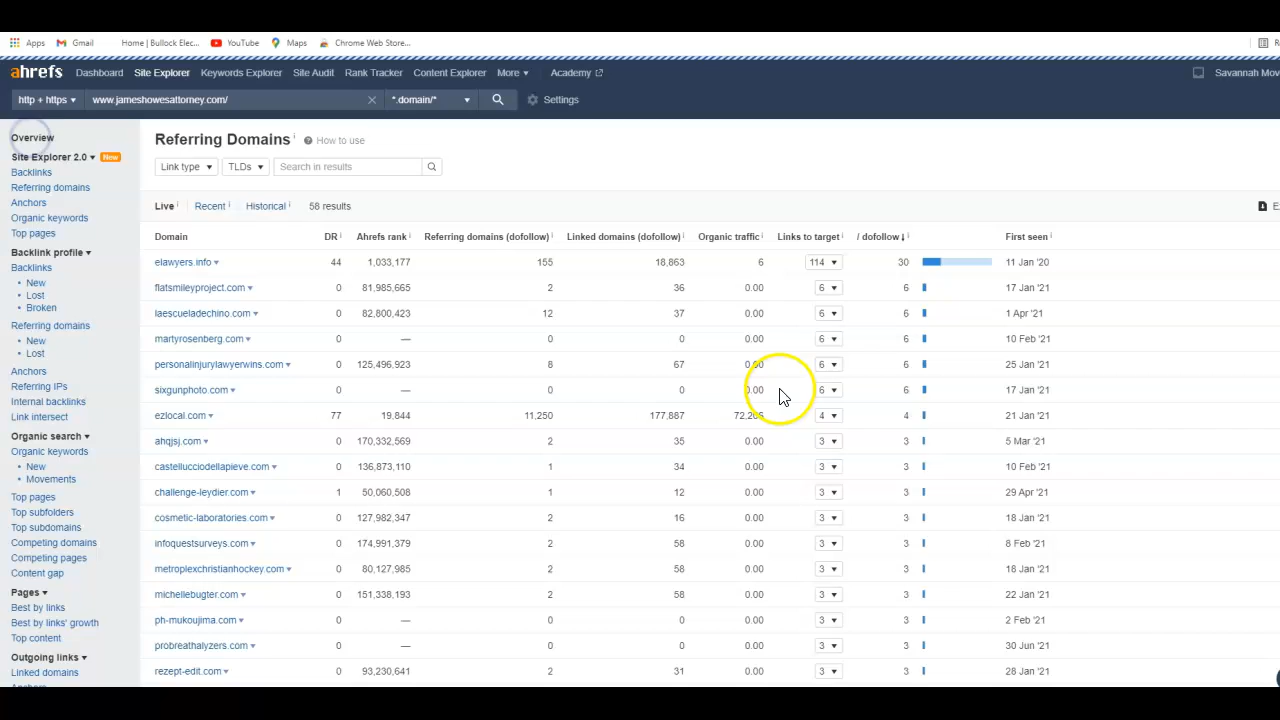 Apps Gmail Home | Bullock Elec... YouTube Maps Chrome Web Store...
ahrefs Dashboard Site Explorer Keywords Explorer Site Audit Rank Tracker Content Explorer More Academy Savannah Mov
http + https www.jameshowesattorney.com/ *.domain/* Settings
Overview
Site Explorer 2.0 New
Backlinks
Referring domains
Anchors
Organic keywords
Top pages
Backlink profile
Backlinks
New
Lost
Broken
Referring domains
New
Lost
Anchors
Referring IPs
Internal backlinks
Link intersect
Organic search
Organic keywords
New
Movements
Top pages
Top subfolders
Top subdomains
Competing domains
Competing pages
Content gap
Pages
Best by links
Best by links' growth
Top content
Outgoing links
Linked domains
Referring Domains i ? How to use
Link type TLDs Search in results
Live i Recent i Historical i 58 results
Domain DR i Ahrefs rank i Referring domains (dofollow) i Linked domains (dofollow) i Organic traffic i Links to target i / dofollow ↓ i First seen i
elawyers.info 44 1,033,177 155 18,863 6 114 30 11 Jan '20
flatsmileyproject.com 0 81,985,665 2 36 0.00 6 6 17 Jan '21
laescueladechino.com 0 82,800,423 12 37 0.00 6 6 1 Apr '21
martyrosenberg.com 0 — 0 0 0.00 6 6 10 Feb '21
personalinjurylawyerwins.com 0 125,496,923 8 67 0.00 6 6 25 Jan '21
sixgunphoto.com 0 — 0 0 0.00 6 6 17 Jan '21
ezlocal.com 77 19,844 11,250 177,887 4 4 21 Jan '21
ahqjsj.com 0 170,332,569 2 35 0.00 3 3 5 Mar '21
castellucciodellapieve.com 0 136,873,110 1 34 0.00 3 3 10 Feb '21
challenge-leydier.com 1 50,060,508 1 12 0.00 3 3 29 Apr '21
cosmetic-laboratories.com 0 127,982,347 2 16 0.00 3 3 18 Jan '21
infoquestsurveys.com 0 174,991,379 2 58 0.00 3 3 8 Feb '21
metroplexchristianhockey.com 0 80,127,985 2 58 0.00 3 3 18 Jan '21
michellebugter.com 0 151,338,193 2 58 0.00 3 3 22 Jan '21
ph-mukoujima.com 0 — 0 0 0.00 3 3 2 Feb '21
probreathalyzers.com 0 — 0 0 0.00 3 3 30 Jun '21
rezept-edit.com 0 93,230,641 2 31 0.00 3 3 28 Jan '21